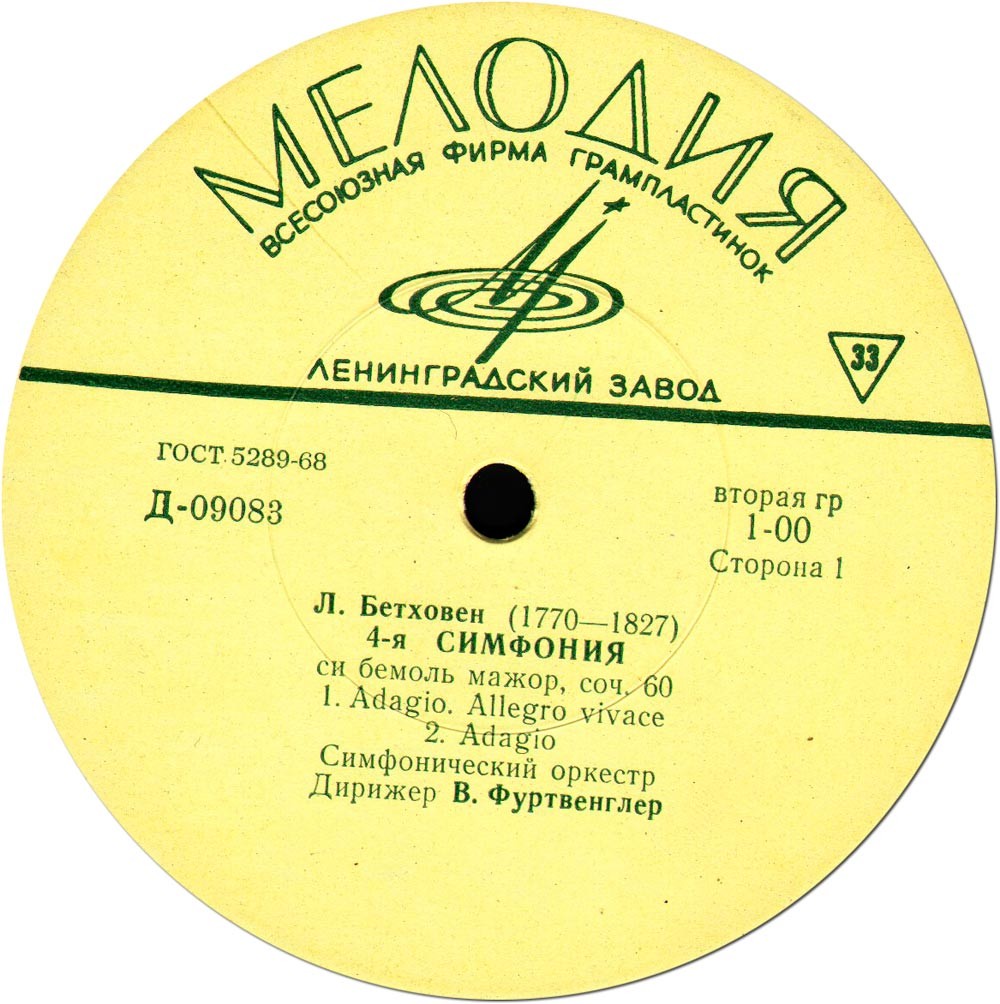 МЕЛОДИЯ
ВСЕСОЮЗНАЯ ФИРМА ГРАМПЛАСТИНОК
ЛЕНИНГРАДСКИЙ ЗАВОД
33
ГОСТ 5289-68
Д-09083
вторая гр
1-00
Сторона 1
Л. Бетховен (1770—1827)
4-я СИМФОНИЯ
си бемоль мажор, соч. 60
1. Adagio. Allegro vivace
2. Adagio
Симфонический оркестр
Дирижер В. Фуртвенглер